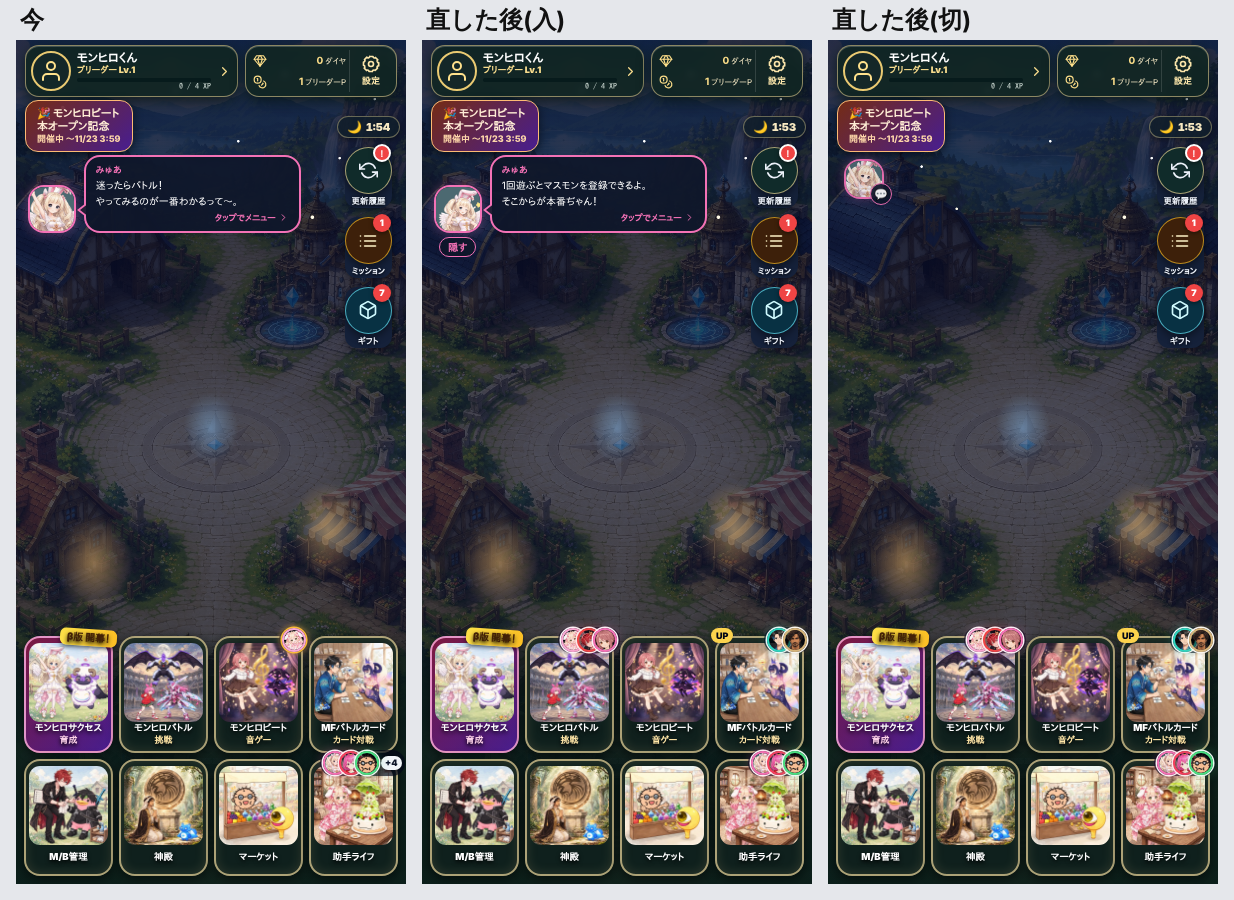 今
モンヒロくん
ブリーダー Lv.1
0 / 4 XP
0 ダイヤ
1 ブリーダーP
設定
🎉 モンヒロビート
本オープン記念
開催中 〜11/23 3:59
🌙 1:54
!
更新履歴
みゅあ
迷ったらバトル!
やってみるのが一番わかるって〜。
タップでメニュー >
1
ミッション
7
ギフト
β版 開幕!
モンヒロサクセス
育成
モンヒロバトル
挑戦
モンヒロビート
音ゲー
MFバトルカード
カード対戦
+4
M/B管理
神殿
マーケット
助手ライフ
直した後(入)
モンヒロくん
ブリーダー Lv.1
0 / 4 XP
0 ダイヤ
1 ブリーダーP
設定
🎉 モンヒロビート
本オープン記念
開催中 〜11/23 3:59
🌙 1:53
!
更新履歴
みゅあ
1回遊ぶとマスモンを登録できるよ。
そこからが本番ぢゃん!
タップでメニュー >
隠す
1
ミッション
7
ギフト
β版 開幕!
UP
モンヒロサクセス
育成
モンヒロバトル
挑戦
モンヒロビート
音ゲー
MFバトルカード
カード対戦
M/B管理
神殿
マーケット
助手ライフ
直した後(切)
モンヒロくん
ブリーダー Lv.1
0 / 4 XP
0 ダイヤ
1 ブリーダーP
設定
🎉 モンヒロビート
本オープン記念
開催中 〜11/23 3:59
🌙 1:53
!
更新履歴
1
ミッション
7
ギフト
β版 開幕!
UP
モンヒロサクセス
育成
モンヒロバトル
挑戦
モンヒロビート
音ゲー
MFバトルカード
カード対戦
M/B管理
神殿
マーケット
助手ライフ